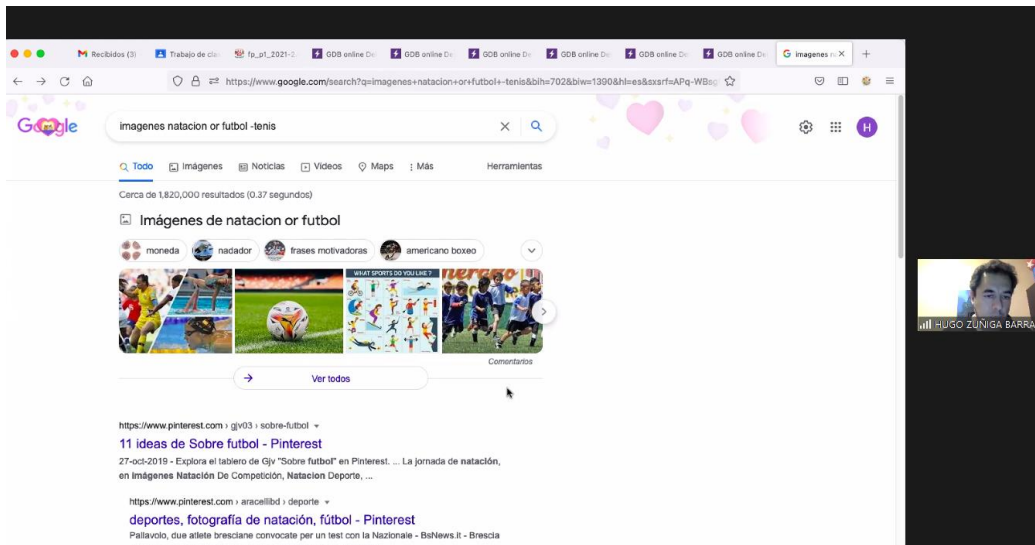 Recibidos (3)
Trabajo de clas
fp_p1_2021-2
GDB online De
GDB online De
GDB online De
GDB online De
GDB online De
GDB online De
imagenes n
https://www.google.com/search?q=imagenes+natacion+or+futbol+-tenis&bih=702&biw=1390&hl=es&sxsrf=APq-WBs
Google
imagenes natacion or futbol -tenis
H
Todo
Imágenes
Noticias
Videos
Maps
Más
Herramientas
Cerca de 1,820,000 resultados (0.37 segundos)
Imágenes de natacion or futbol
moneda
nadador
frases motivadoras
americano boxeo
WHAT SPORTS DO YOU LIKE ?
Comentarios
Ver todos
https://www.pinterest.com › gjv03 › sobre-futbol
11 ideas de Sobre futbol - Pinterest
27-oct-2019 - Explora el tablero de Gjv "Sobre futbol" en Pinterest. ... La jornada de natación,
en imágenes Natación De Competición, Natacion Deporte, ...
https://www.pinterest.com › aracellibd › deporte
deportes, fotografía de natación, fútbol - Pinterest
Pallavolo, due atlete bresciane convocate per un test con la Nazionale - BsNews.it - Brescia
HUGO ZUÑIGA BARRA